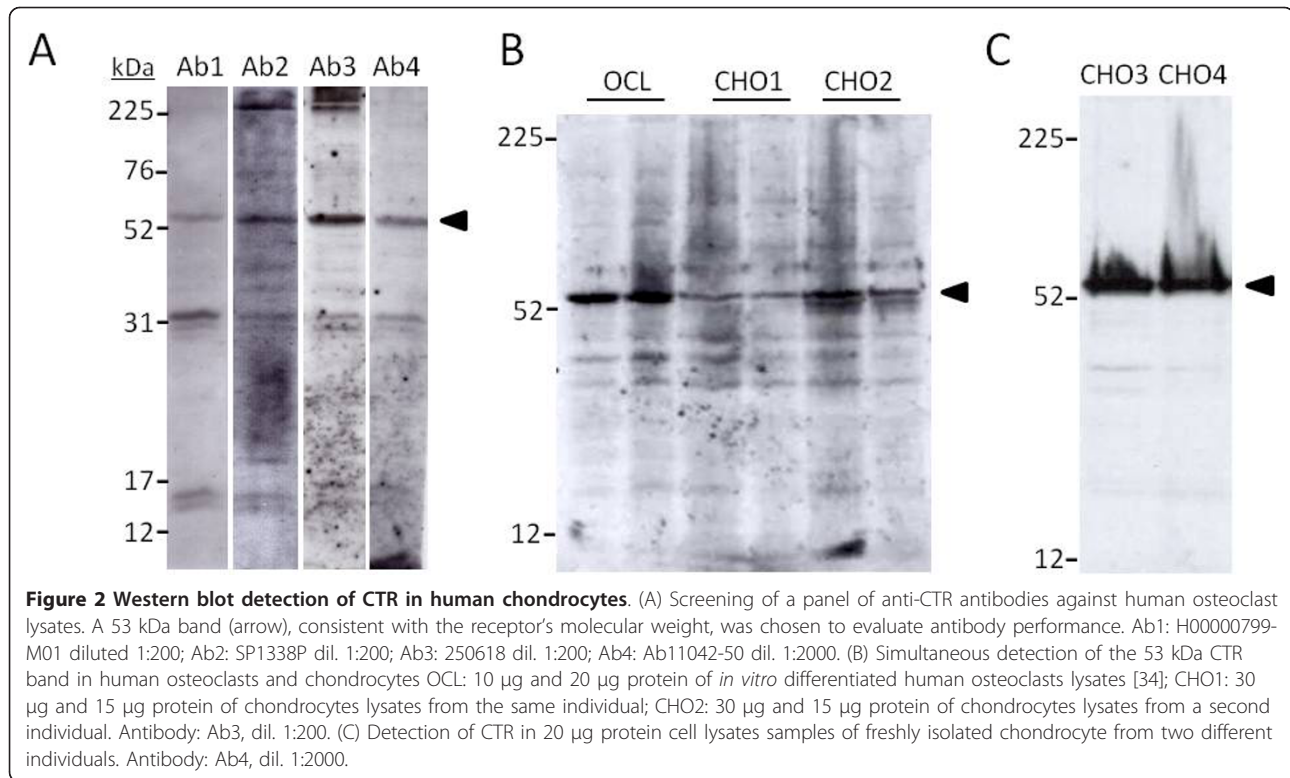 A
kDa Ab1 Ab2 Ab3 Ab4
225
76
52
31
17
12
B
OCL CHO1 CHO2
225
52
12
C
CHO3 CHO4
225
52
12
Figure 2 Western blot detection of CTR in human chondrocytes. (A) Screening of a panel of anti-CTR antibodies against human osteoclast
lysates. A 53 kDa band (arrow), consistent with the receptor's molecular weight, was chosen to evaluate antibody performance. Ab1: H00000799-
M01 diluted 1:200; Ab2: SP1338P dil. 1:200; Ab3: 250618 dil. 1:200; Ab4: Ab11042-50 dil. 1:2000. (B) Simultaneous detection of the 53 kDa CTR
band in human osteoclasts and chondrocytes OCL: 10 μg and 20 μg protein of in vitro differentiated human osteoclasts lysates [34]; CHO1: 30
μg and 15 μg protein of chondrocytes lysates from the same individual; CHO2: 30 μg and 15 μg protein of chondrocytes lysates from a second
individual. Antibody: Ab3, dil. 1:200. (C) Detection of CTR in 20 μg protein cell lysates samples of freshly isolated chondrocyte from two different
individuals. Antibody: Ab4, dil. 1:2000.